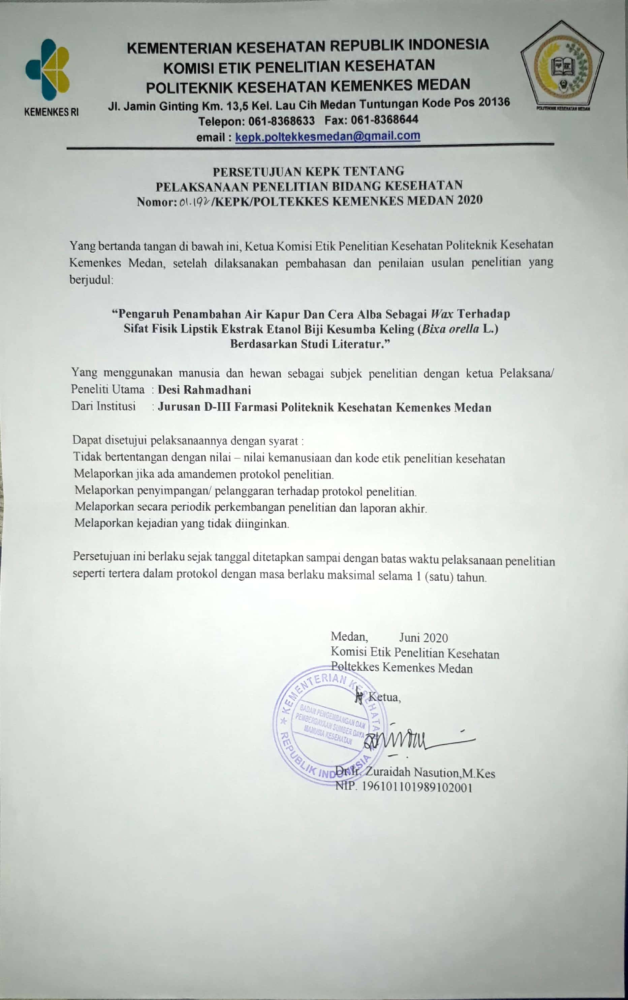 KEMENTERIAN KESEHATAN REPUBLIK INDONESIA
KOMISI ETIK PENELITIAN KESEHATAN
POLITEKNIK KESEHATAN KEMENKES MEDAN
Jl. Jamin Ginting Km. 13,5 Kel. Lau Cih Medan Tuntungan Kode Pos 20136
Telepon: 061-8368633 Fax: 061-8368644
email : kepk.poltekkesmedan@gmail.com
KEMENKES RI
POLITEKNIK KESEHATAN MEDAN
PERSETUJUAN KEPK TENTANG
PELAKSANAAN PENELITIAN BIDANG KESEHATAN
Nomor: 01.192/KEPK/POLTEKKES KEMENKES MEDAN 2020
Yang bertanda tangan di bawah ini, Ketua Komisi Etik Penelitian Kesehatan Politeknik Kesehatan
Kemenkes Medan, setelah dilaksanakan pembahasan dan penilaian usulan penelitian yang
berjudul:
“Pengaruh Penambahan Air Kapur Dan Cera Alba Sebagai Wax Terhadap
Sifat Fisik Lipstik Ekstrak Etanol Biji Kesumba Keling (Bixa orella L.)
Berdasarkan Studi Literatur.”
Yang menggunakan manusia dan hewan sebagai subjek penelitian dengan ketua Pelaksana/
Peneliti Utama : Desi Rahmadhani
Dari Institusi : Jurusan D-III Farmasi Politeknik Kesehatan Kemenkes Medan
Dapat disetujui pelaksanaannya dengan syarat :
Tidak bertentangan dengan nilai – nilai kemanusiaan dan kode etik penelitian kesehatan
Melaporkan jika ada amandemen protokol penelitian.
Melaporkan penyimpangan/ pelanggaran terhadap protokol penelitian.
Melaporkan secara periodik perkembangan penelitian dan laporan akhir.
Melaporkan kejadian yang tidak diinginkan.
Persetujuan ini berlaku sejak tanggal ditetapkan sampai dengan batas waktu pelaksanaan penelitian
seperti tertera dalam protokol dengan masa berlaku maksimal selama 1 (satu) tahun.
Medan, Juni 2020
Komisi Etik Penelitian Kesehatan
Poltekkes Kemenkes Medan
Ketua,
KEMENTERIAN KESEHATAN
BADAN PENGEMBANGAN DAN
PEMBERDAYAAN SUMBER DAYA
MANUSIA KESEHATAN
REPUBLIK INDONESIA
Dr.Ir. Zuraidah Nasution,M.Kes
NIP. 196101101989102001